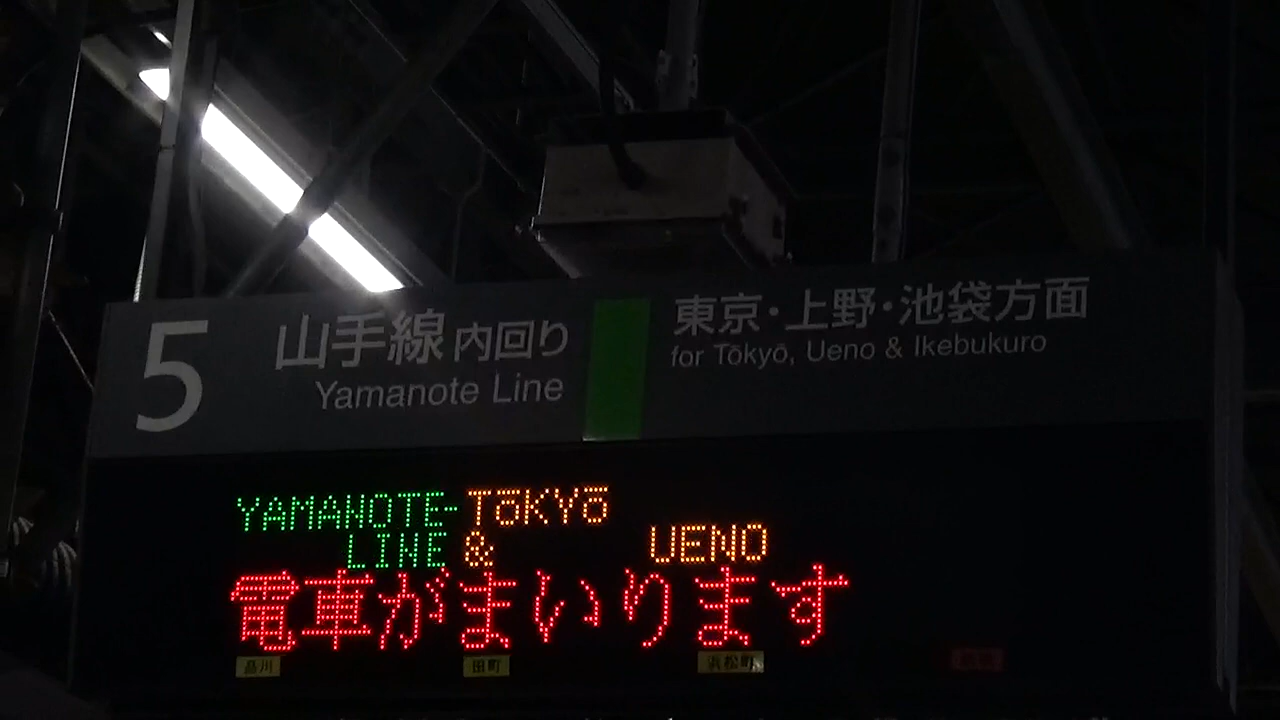 5
山手線内回り
Yamanote Line
東京・上野・池袋方面
for Tōkyō, Ueno & Ikebukuro
YAMANOTE- TōKYō
LINE & UENO
電車がまいります
品川 田町 浜松町